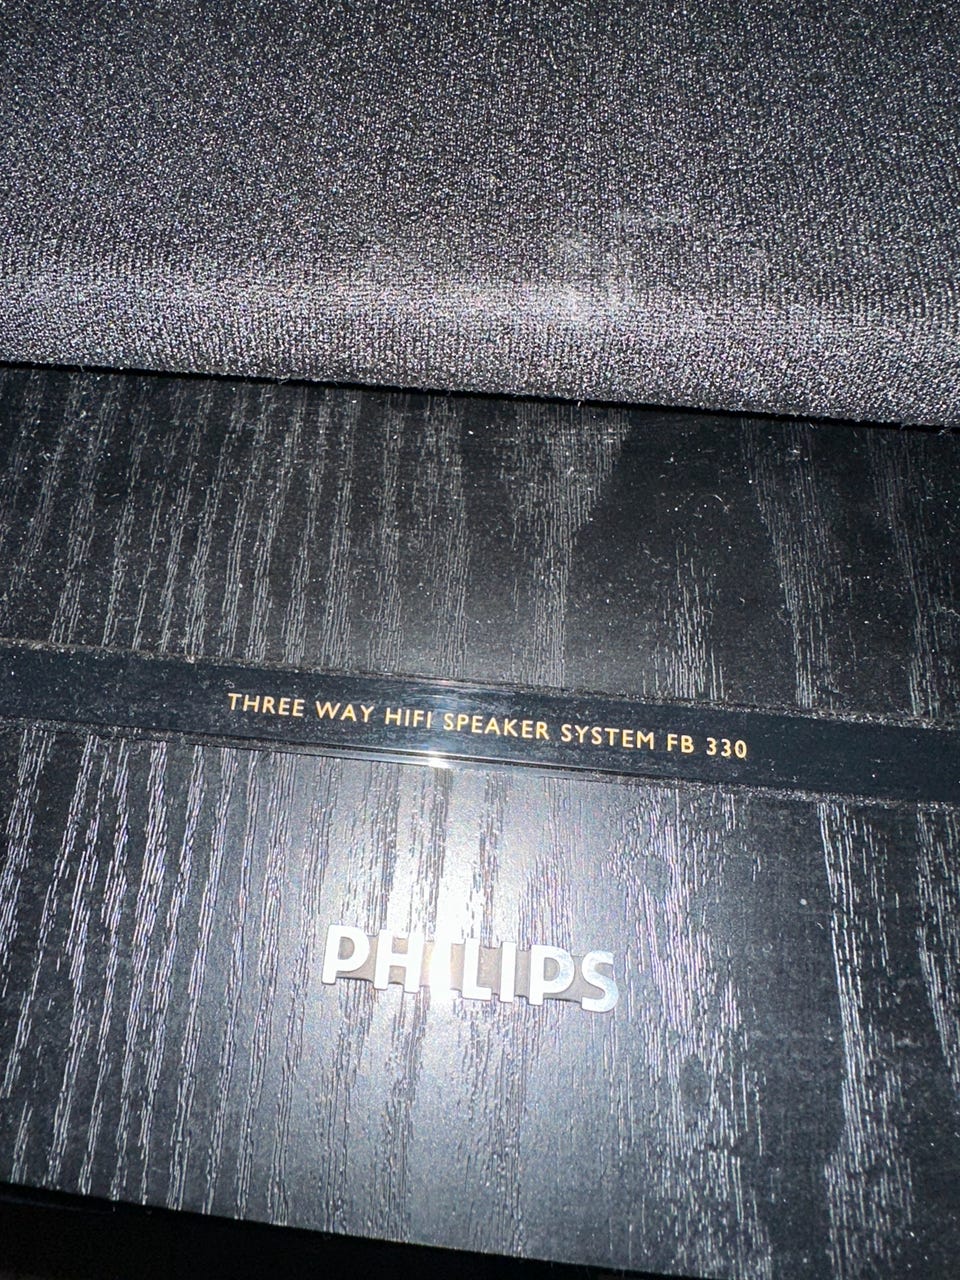 THREE WAY HIFI SPEAKER SYSTEM FB 330
PHILIPS